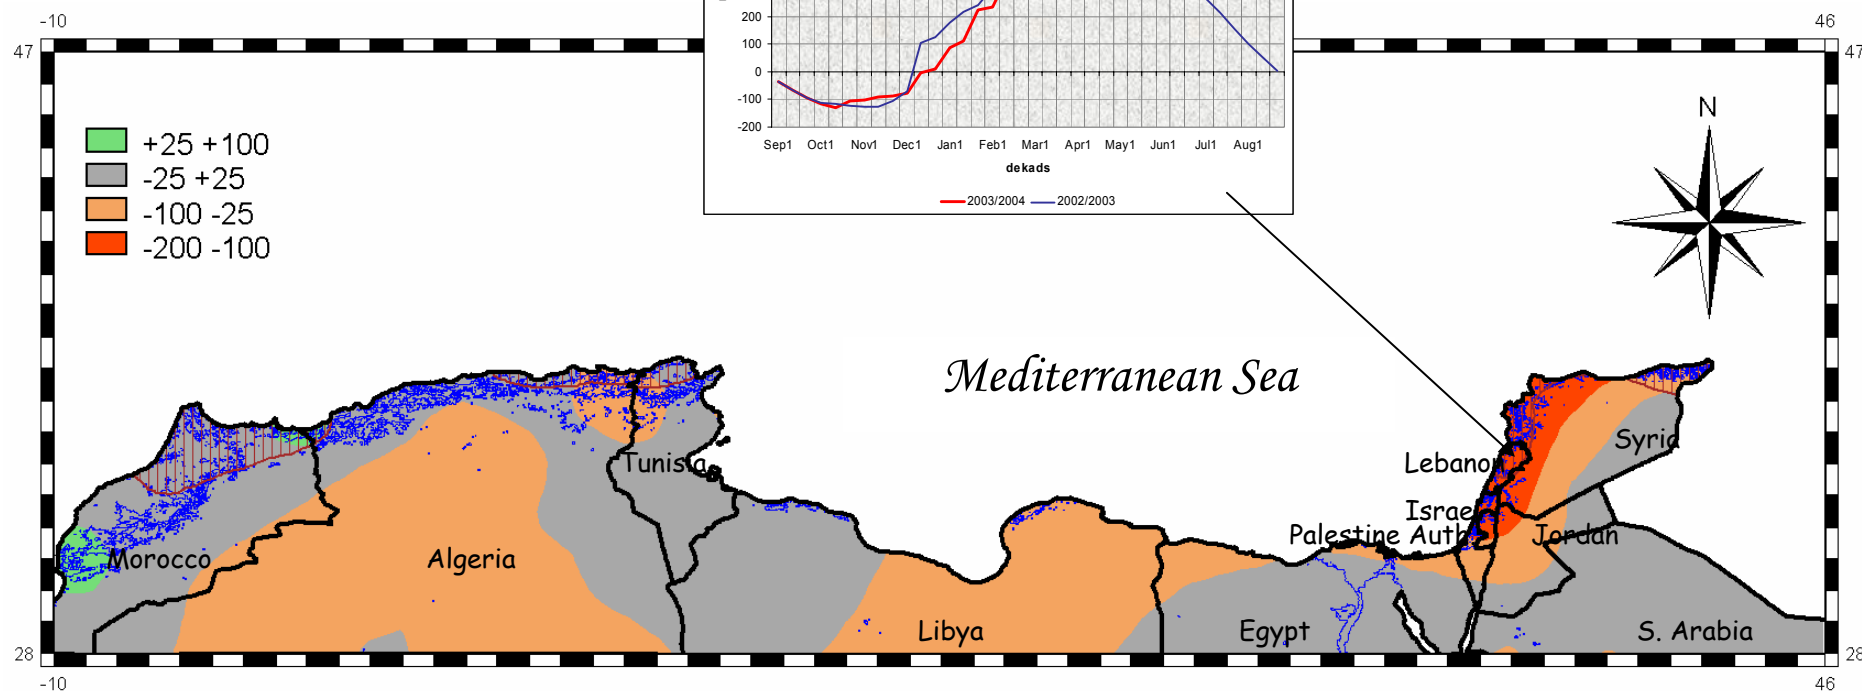 -10
46
47
47
200
100
0
-100
-200
Sep1 Oct1 Nov1 Dec1 Jan1 Feb1 Mar1 Apr1 May1 Jun1 Jul1 Aug1
dekads
2003/2004 2002/2003
N
+25 +100
-25 +25
-100 -25
-200 -100
Mediterranean Sea
Syria
Tunisia
Lebanon
Israel
Palestine Auth
Jordan
Morocco
Algeria
Libya
Egypt
S. Arabia
28
28
-10
46